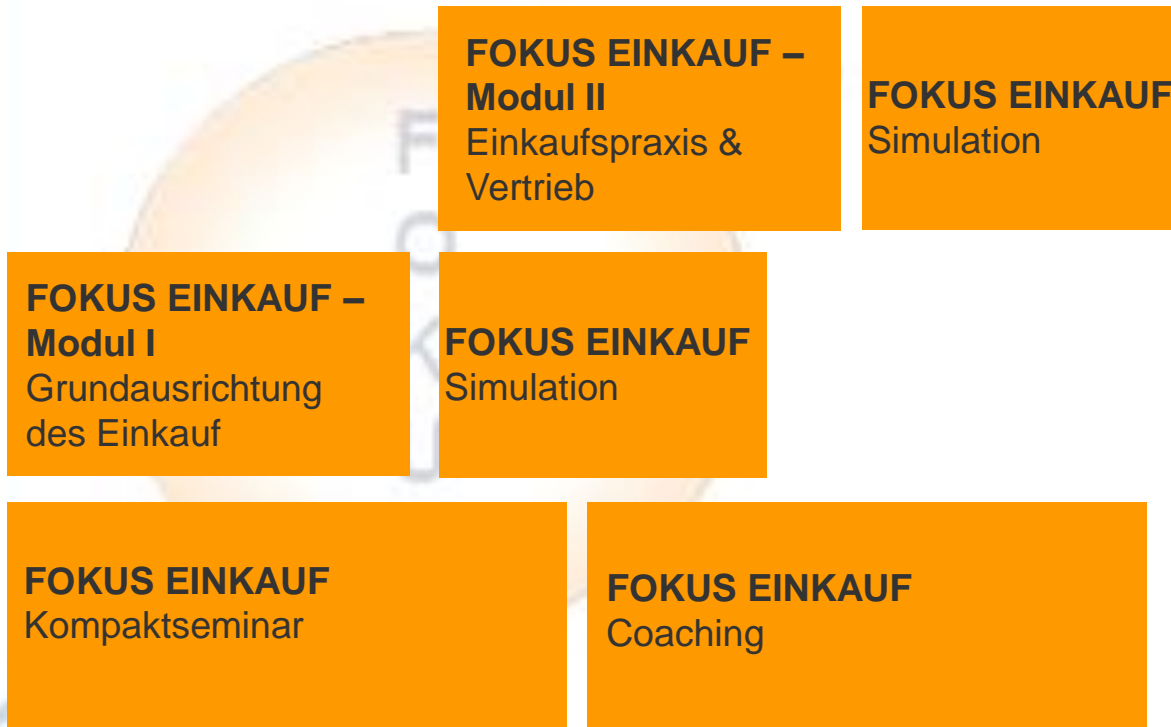 FOKUS EINKAUF –
Modul II
Einkaufspraxis &
Vertrieb
FOKUS EINKAUF
Simulation
FOKUS EINKAUF –
Modul I
Grundausrichtung
des Einkauf
FOKUS EINKAUF
Simulation
FOKUS EINKAUF
Kompaktseminar
FOKUS EINKAUF
Coaching
F
O
K
U